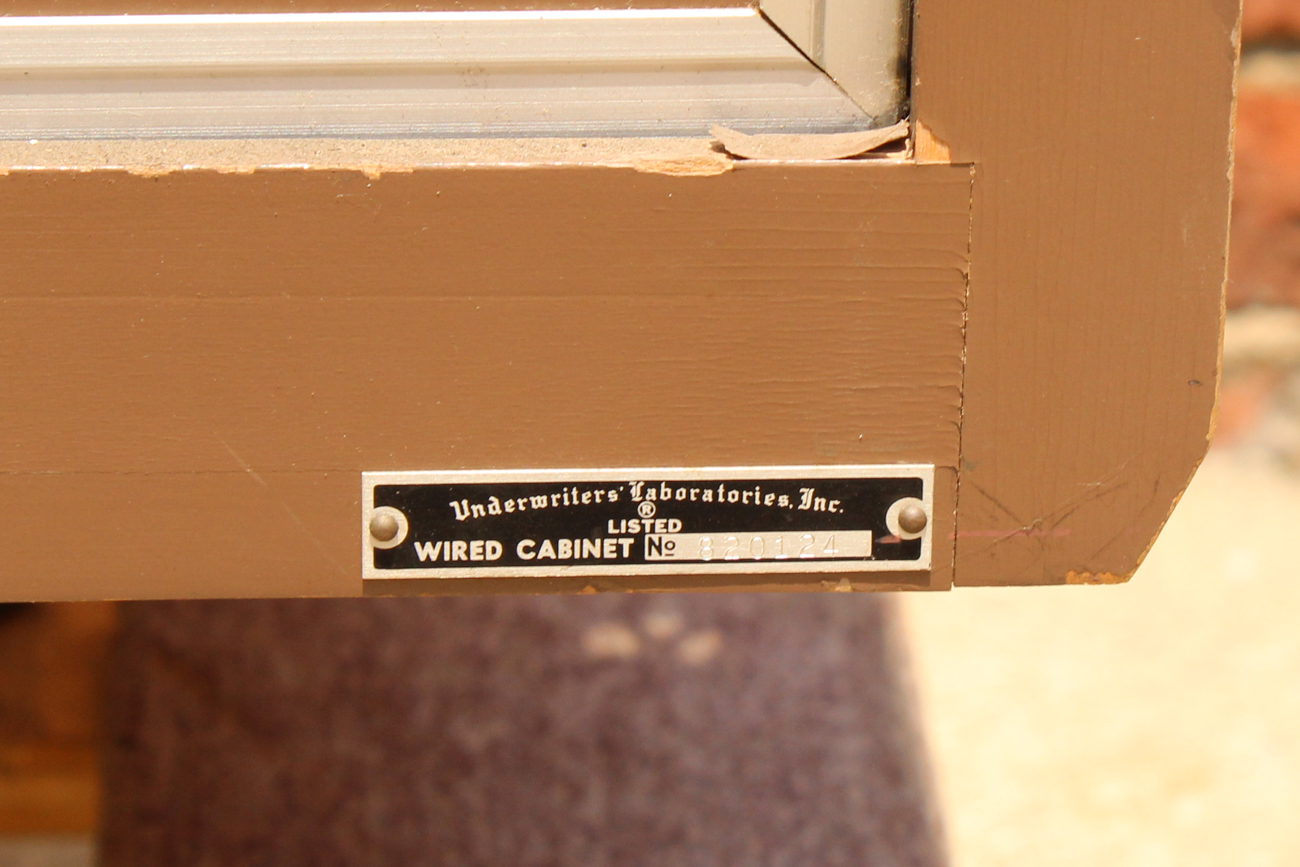 Underwriters' Laboratories, Inc.
®
LISTED
WIRED CABINET No 820124